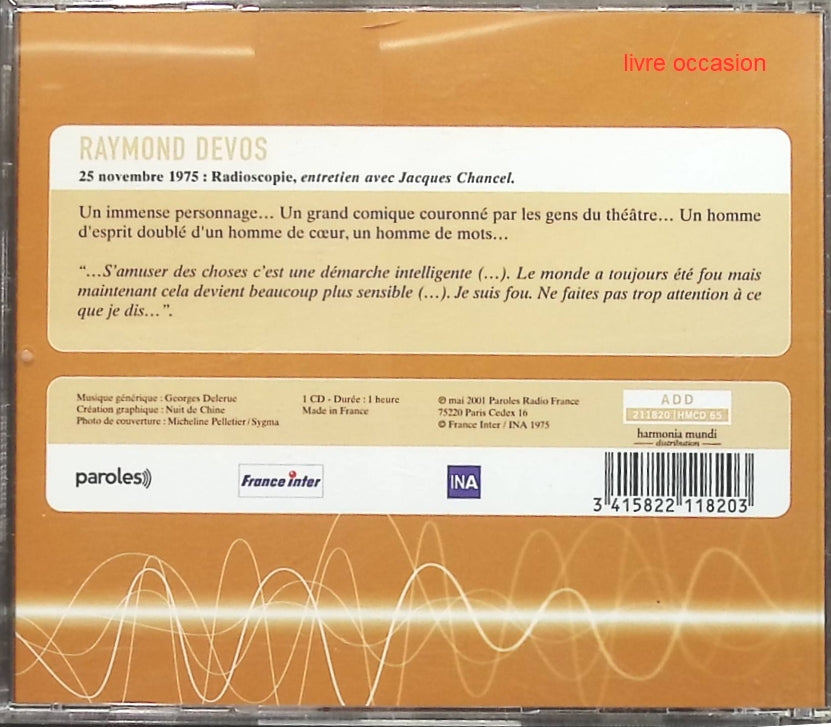 livre occasion
RAYMOND DEVOS
25 novembre 1975 : Radioscopie, entretien avec Jacques Chancel.
Un immense personnage... Un grand comique couronné par les gens du théâtre... Un homme
d'esprit doublé d'un homme de cœur, un homme de mots...
“...S'amuser des choses c'est une démarche intelligente (...). Le monde a toujours été fou mais
maintenant cela devient beaucoup plus sensible (...). Je suis fou. Ne faites pas trop attention à ce
que je dis...”.
Musique générique : Georges Delerue
Création graphique : Nuit de Chine
Photo de couverture : Micheline Pelletier/Sygma
1 CD - Durée : 1 heure
Made in France
℗ mai 2001 Paroles Radio France
75220 Paris Cedex 16
© France Inter / INA 1975
ADD
211820 HMCD 65
harmonia mundi
distribution
paroles
France inter
INA
3 415822 118203